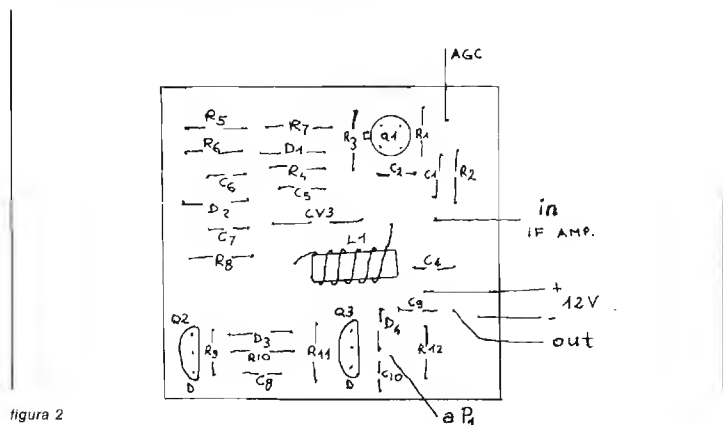 AGC
R5
R7
R3
Q1
R1
R6
D1
R4
C2
C1
R2
C6
C5
D2
CV3
in
IF AMP.
C7
L1
R8
C4
+
12V
-
C9
out
Q2
Q3
D4
D3
R9
R10
R11
R12
C8
D
D
C10
a P1
figura 2